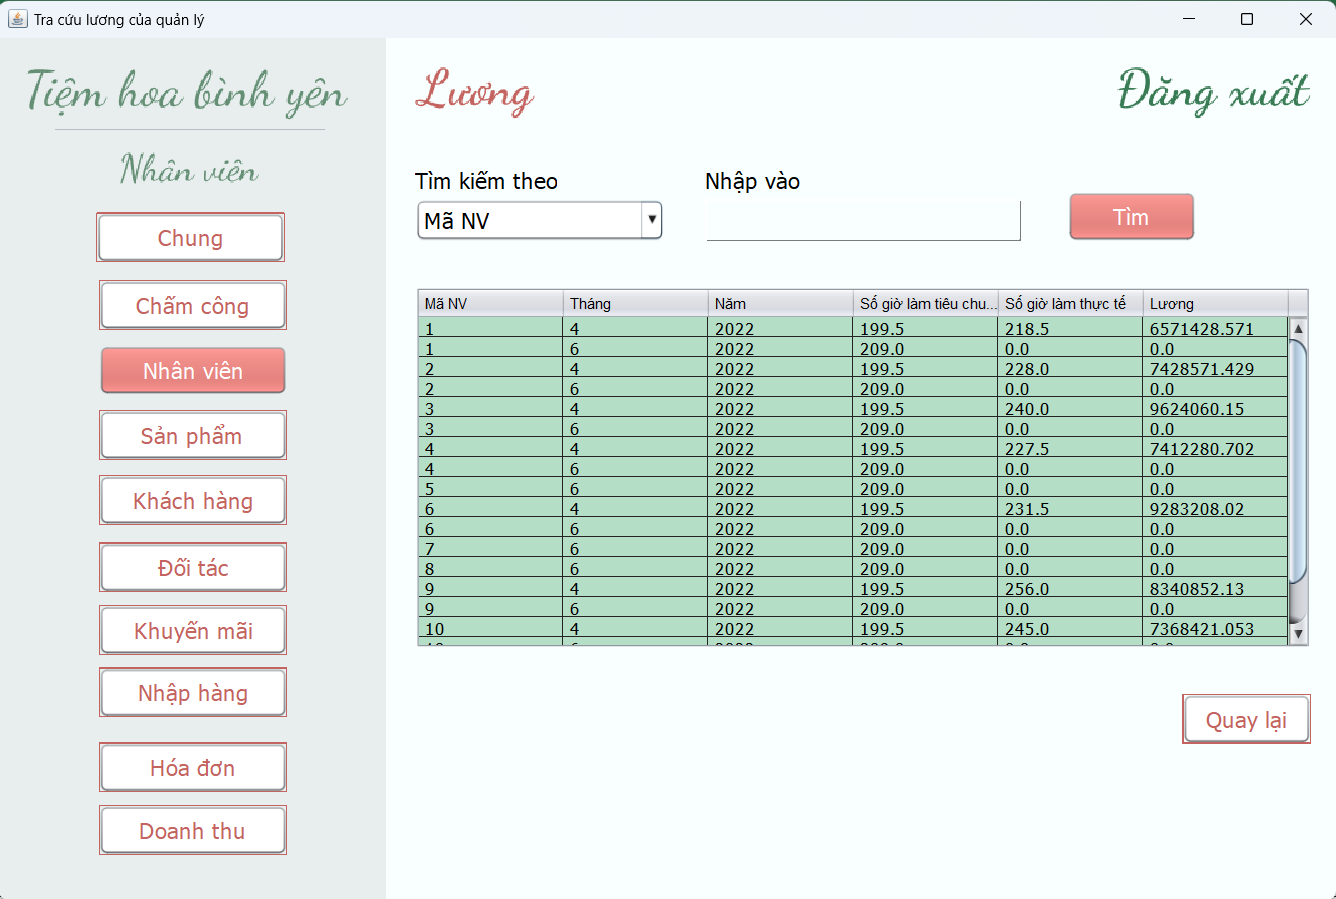 Tra cứu lương của quản lý
Tiệm hoa bình yên
Nhân viên
Chung
Chấm công
Nhân viên
Sản phẩm
Khách hàng
Đối tác
Khuyến mãi
Nhập hàng
Hóa đơn
Doanh thu
Lương
Đăng xuất
Tìm kiếm theo
Nhập vào
Mã NV
Tìm
Mã NV Tháng Năm Số giờ làm tiêu chu... Số giờ làm thực tế Lương
1 4 2022 199.5 218.5 6571428.571
1 6 2022 209.0 0.0 0.0
2 4 2022 199.5 228.0 7428571.429
2 6 2022 209.0 0.0 0.0
3 4 2022 199.5 240.0 9624060.15
3 6 2022 209.0 0.0 0.0
4 4 2022 199.5 227.5 7412280.702
4 6 2022 209.0 0.0 0.0
5 6 2022 209.0 0.0 0.0
6 4 2022 199.5 231.5 9283208.02
6 6 2022 209.0 0.0 0.0
7 6 2022 209.0 0.0 0.0
8 6 2022 209.0 0.0 0.0
9 4 2022 199.5 256.0 8340852.13
9 6 2022 209.0 0.0 0.0
10 4 2022 199.5 245.0 7368421.053
Quay lại